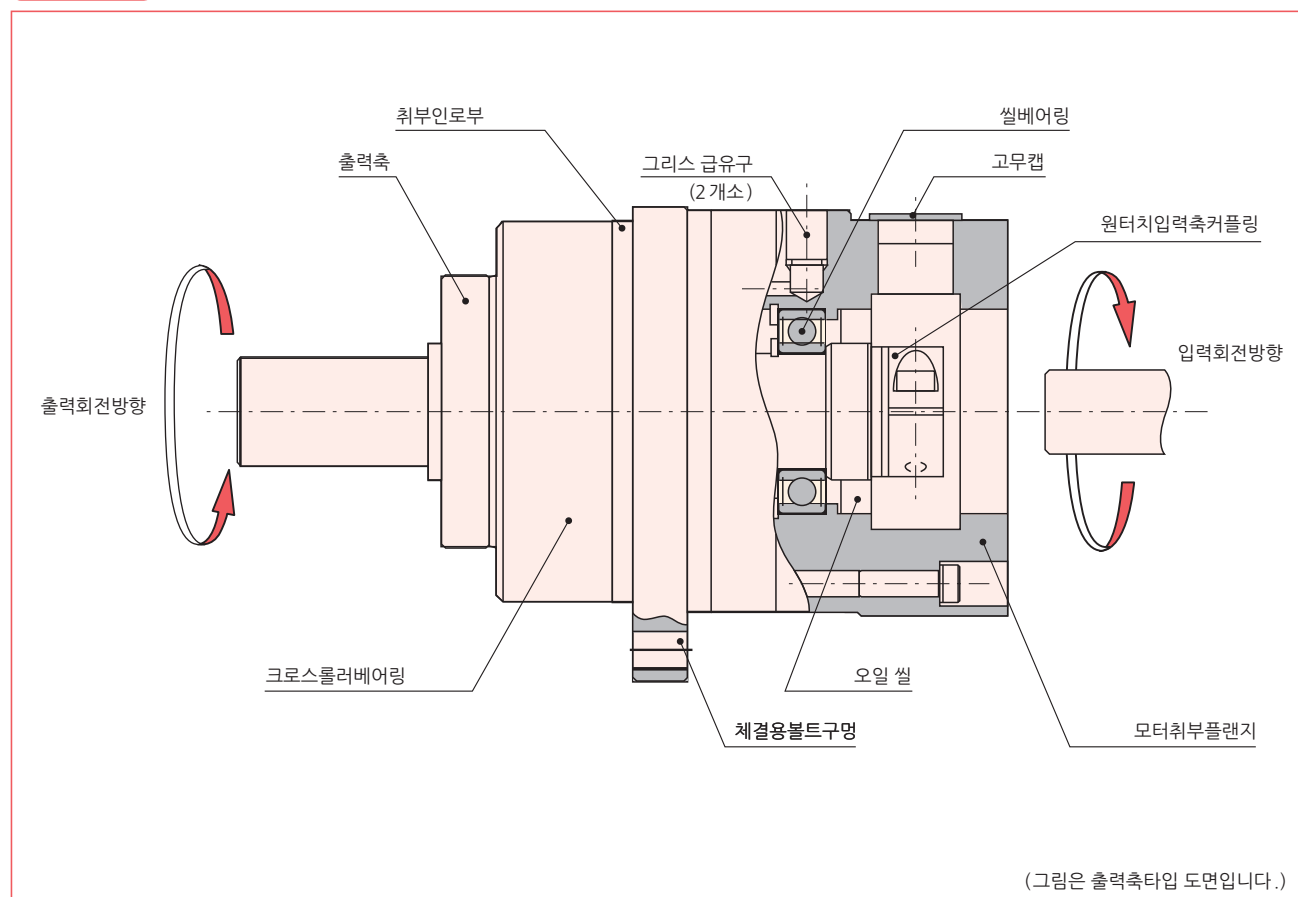 취부인로부
씰베어링
출력축
그리스 급유구
(2 개소)
고무캡
원터치입력축커플링
입력회전방향
출력회전방향
크로스롤러베어링
오일 씰
체결용볼트구멍
모터취부플랜지
(그림은 출력축타입 도면입니다.)